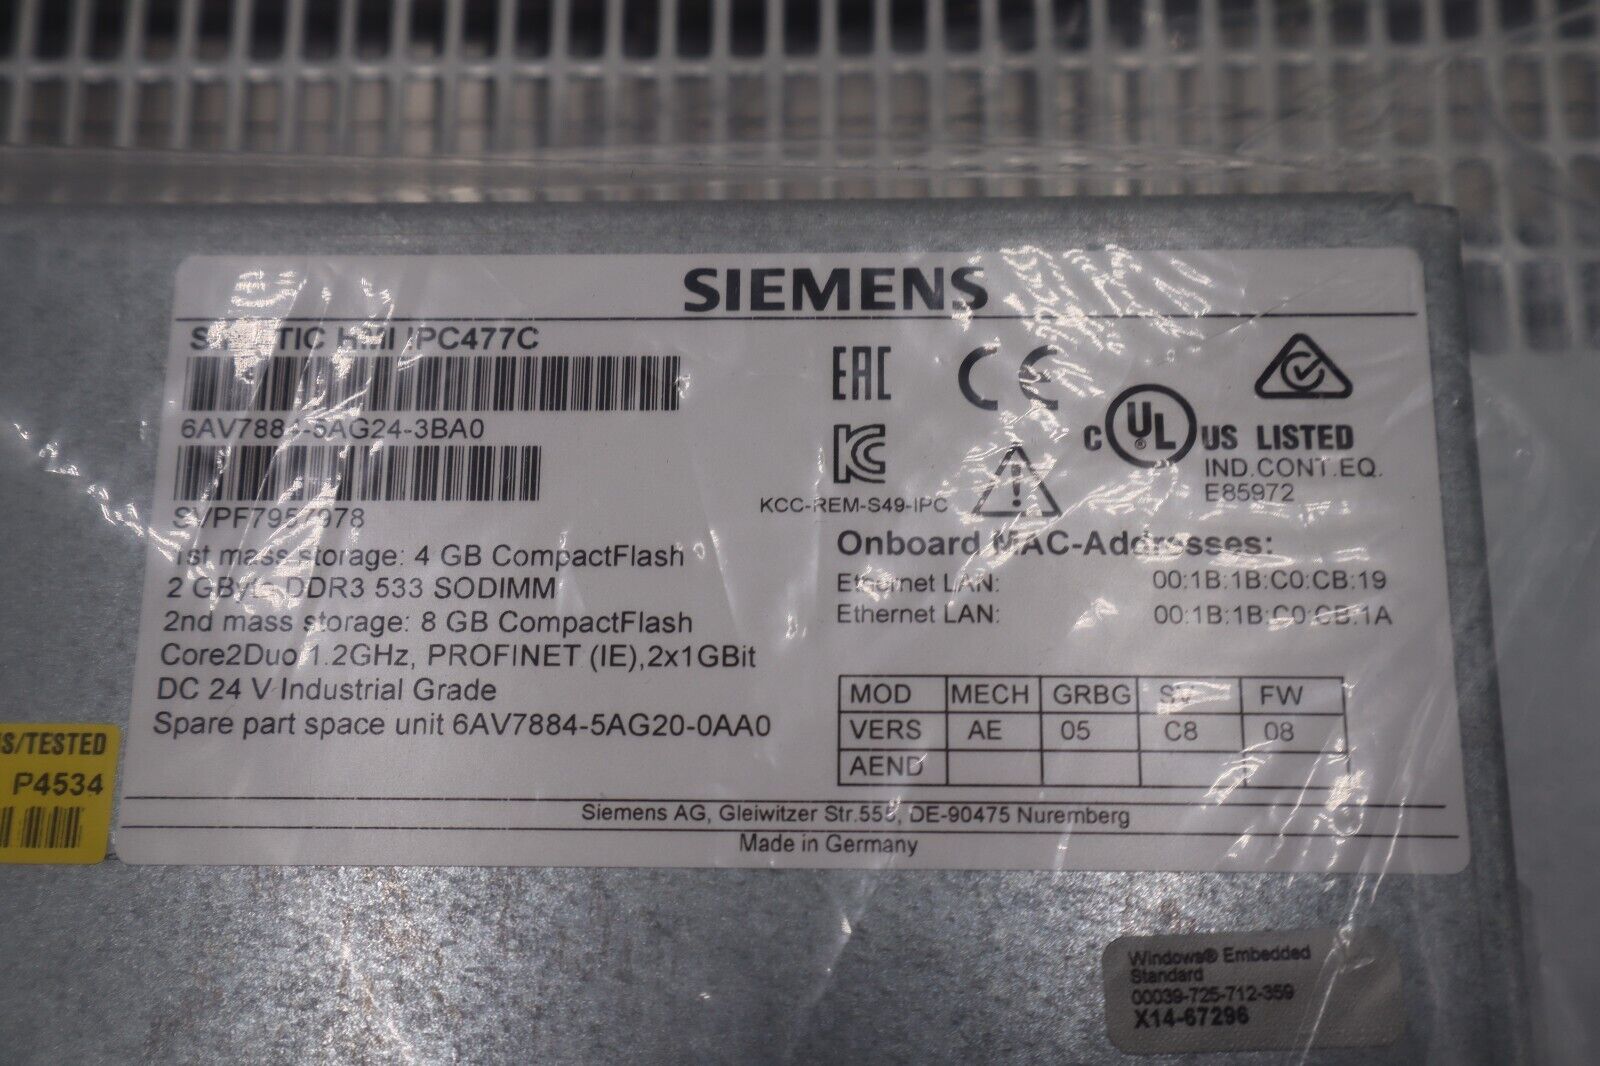 SIEMENS
SIMATIC HMI IPC477C
6AV7884-5AG24-3BA0
SVPF7957978
1st mass storage: 4 GB CompactFlash
2 GByte DDR3 533 SODIMM
2nd mass storage: 8 GB CompactFlash
Core2Duo 1.2GHz, PROFINET (IE),2x1GBit
DC 24 V Industrial Grade
Spare part space unit 6AV7884-5AG20-0AA0
EAC CE
C UL ® US LISTED
IND.CONT.EQ.
E85972
KCC-REM-S49-IPC
Onboard MAC-Addresses:
Ethernet LAN: 00:1B:1B:C0:CB:19
Ethernet LAN: 00:1B:1B:C0:CB:1A
MOD MECH GRBG SW FW
VERS AE 05 C8 08
AEND
Siemens AG, Gleiwitzer Str.555, DE-90475 Nuremberg
Made in Germany
S/TESTED
P4534
Windows® Embedded
Standard
00039-725-712-359
X14-67296